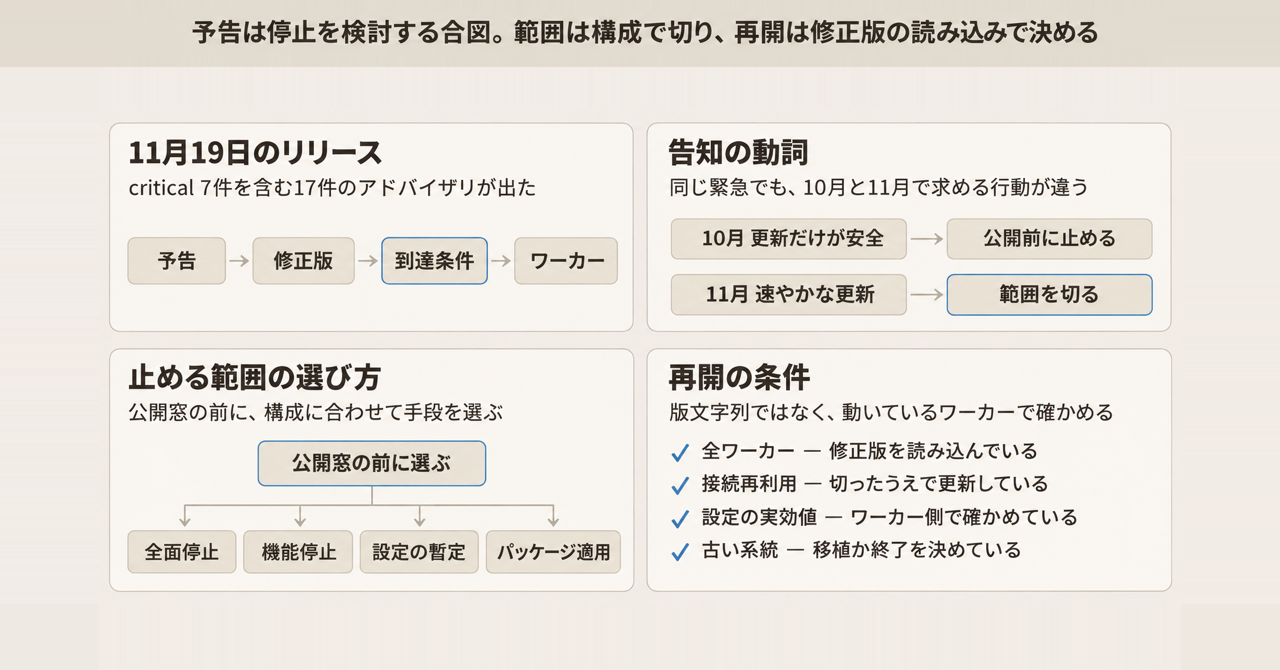 予告は停止を検討する合図。範囲は構成で切り、再開は修正版の読み込みで決める
11月19日のリリース
critical 7件を含む17件のアドバイザリが出た
予告
修正版
到達条件
ワーカー
告知の動詞
同じ緊急でも、10月と11月で求める行動が違う
10月 更新だけが安全
公開前に止める
11月 速やかな更新
範囲を切る
止める範囲の選び方
公開窓の前に、構成に合わせて手段を選ぶ
公開窓の前に選ぶ
全面停止
機能停止
設定の暫定
パッケージ適用
再開の条件
版文字列ではなく、動いているワーカーで確かめる
全ワーカー — 修正版を読み込んでいる
接続再利用 — 切ったうえで更新している
設定の実効値 — ワーカー側で確かめている
古い系統 — 移植か終了を決めている